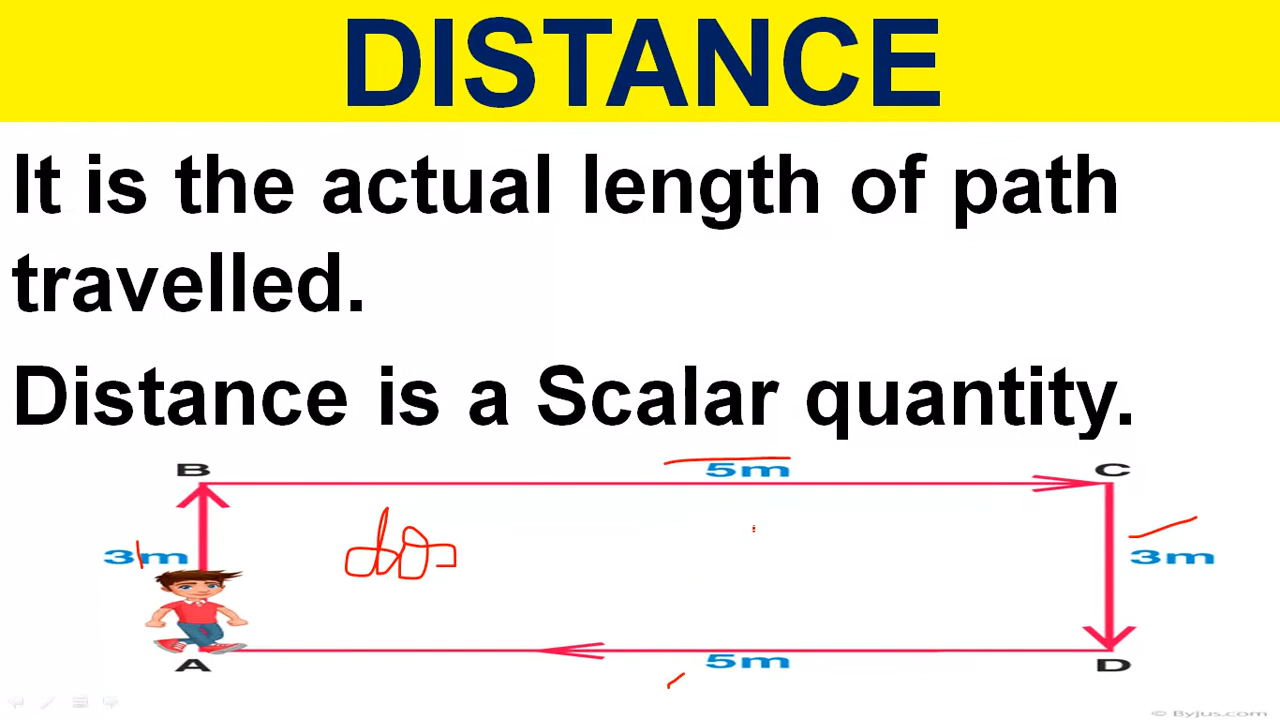 DISTANCE
It is the actual length of path
travelled.
Distance is a Scalar quantity.
B 5m C
3m 3m
A 5m D
© Byjus.com